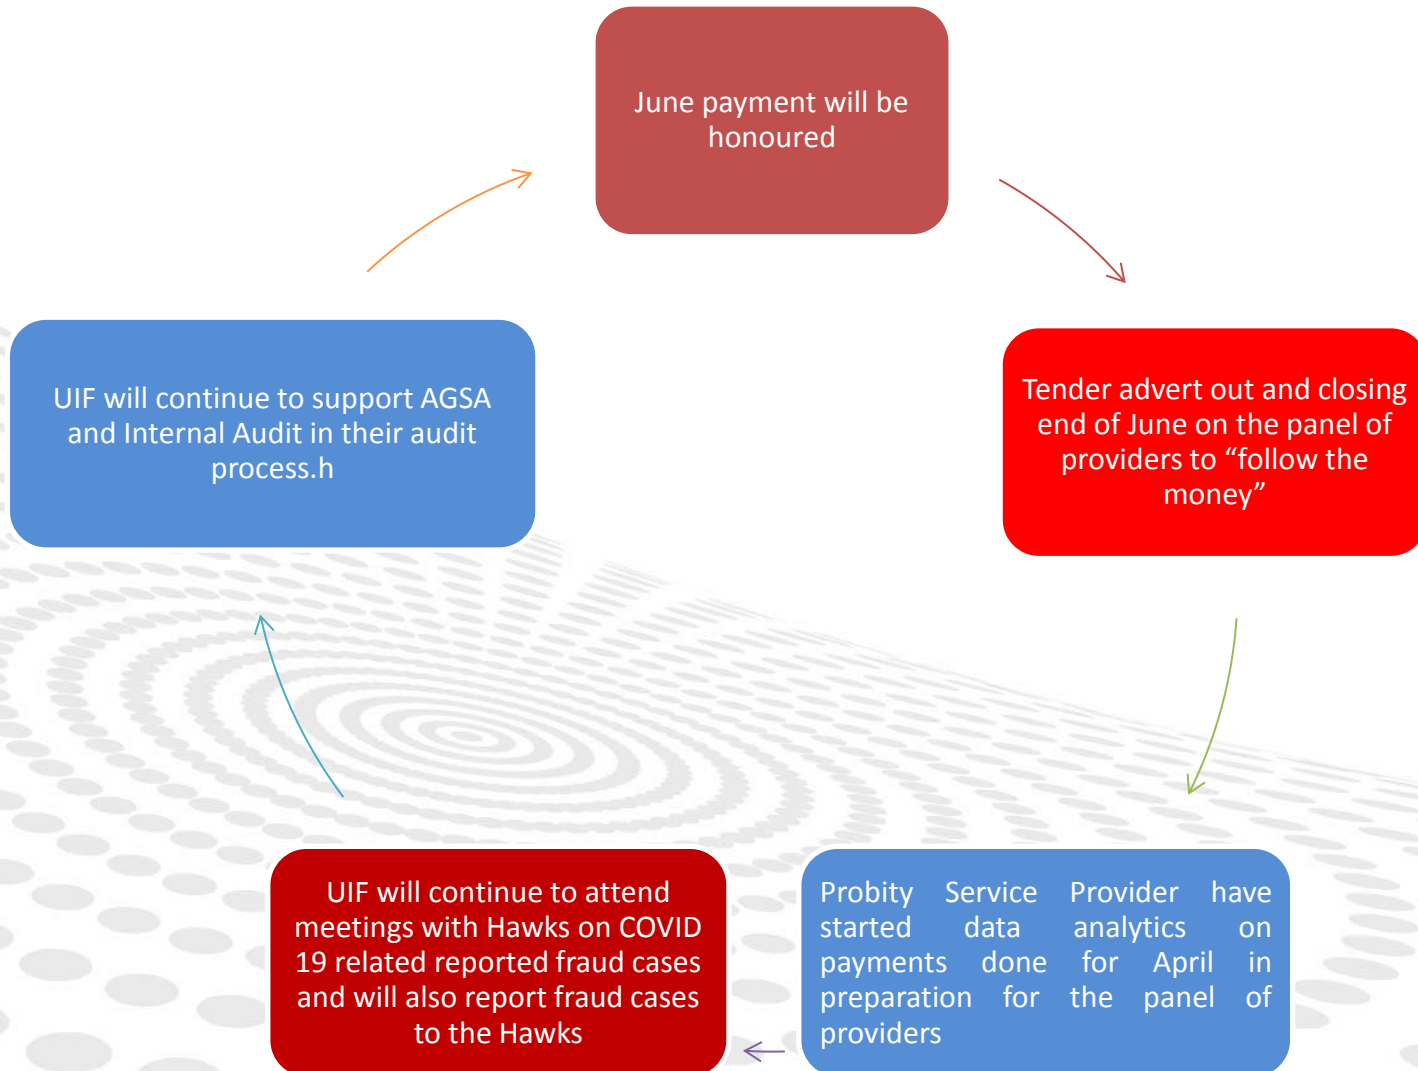 June payment will be
honoured
Tender advert out and closing
end of June on the panel of
providers to “follow the
money”
Probity Service Provider have
started data analytics on
payments done for April in
preparation for the panel of
providers
UIF will continue to attend
meetings with Hawks on COVID
19 related reported fraud cases
and will also report fraud cases
to the Hawks
UIF will continue to support AGSA
and Internal Audit in their audit
process.h